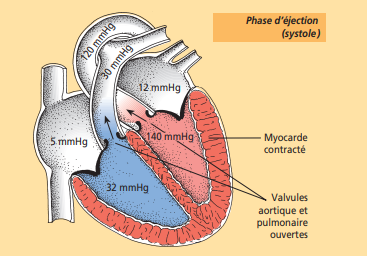 Phase d'éjection
(systole)
120 mmHg
30 mmHg
12 mmHg
5 mmHg
140 mmHg
32 mmHg
Myocarde
contracté
Valvules
aortique et
pulmonaire
ouvertes